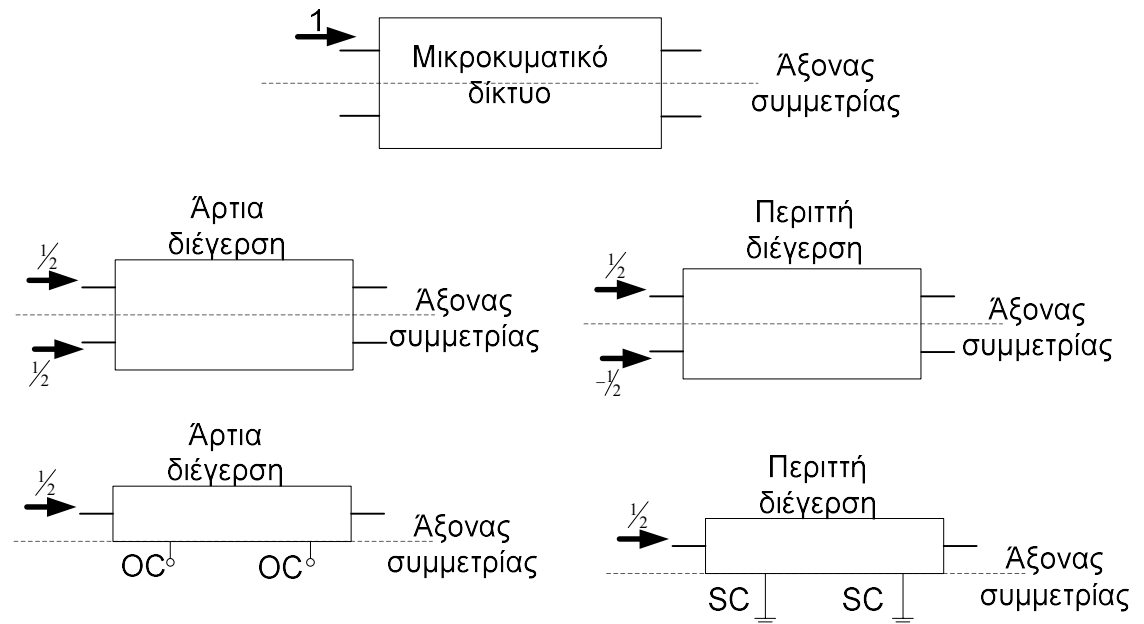 1
Μικροκυματικό
δίκτυο
Άξονας
συμμετρίας
Άρτια
διέγερση
½
½
Άξονας
συμμετρίας
Περιττή
διέγερση
½
−½
Άξονας
συμμετρίας
Άρτια
διέγερση
½
OC
OC
Άξονας
συμμετρίας
Περιττή
διέγερση
½
SC
SC
Άξονας
συμμετρίας